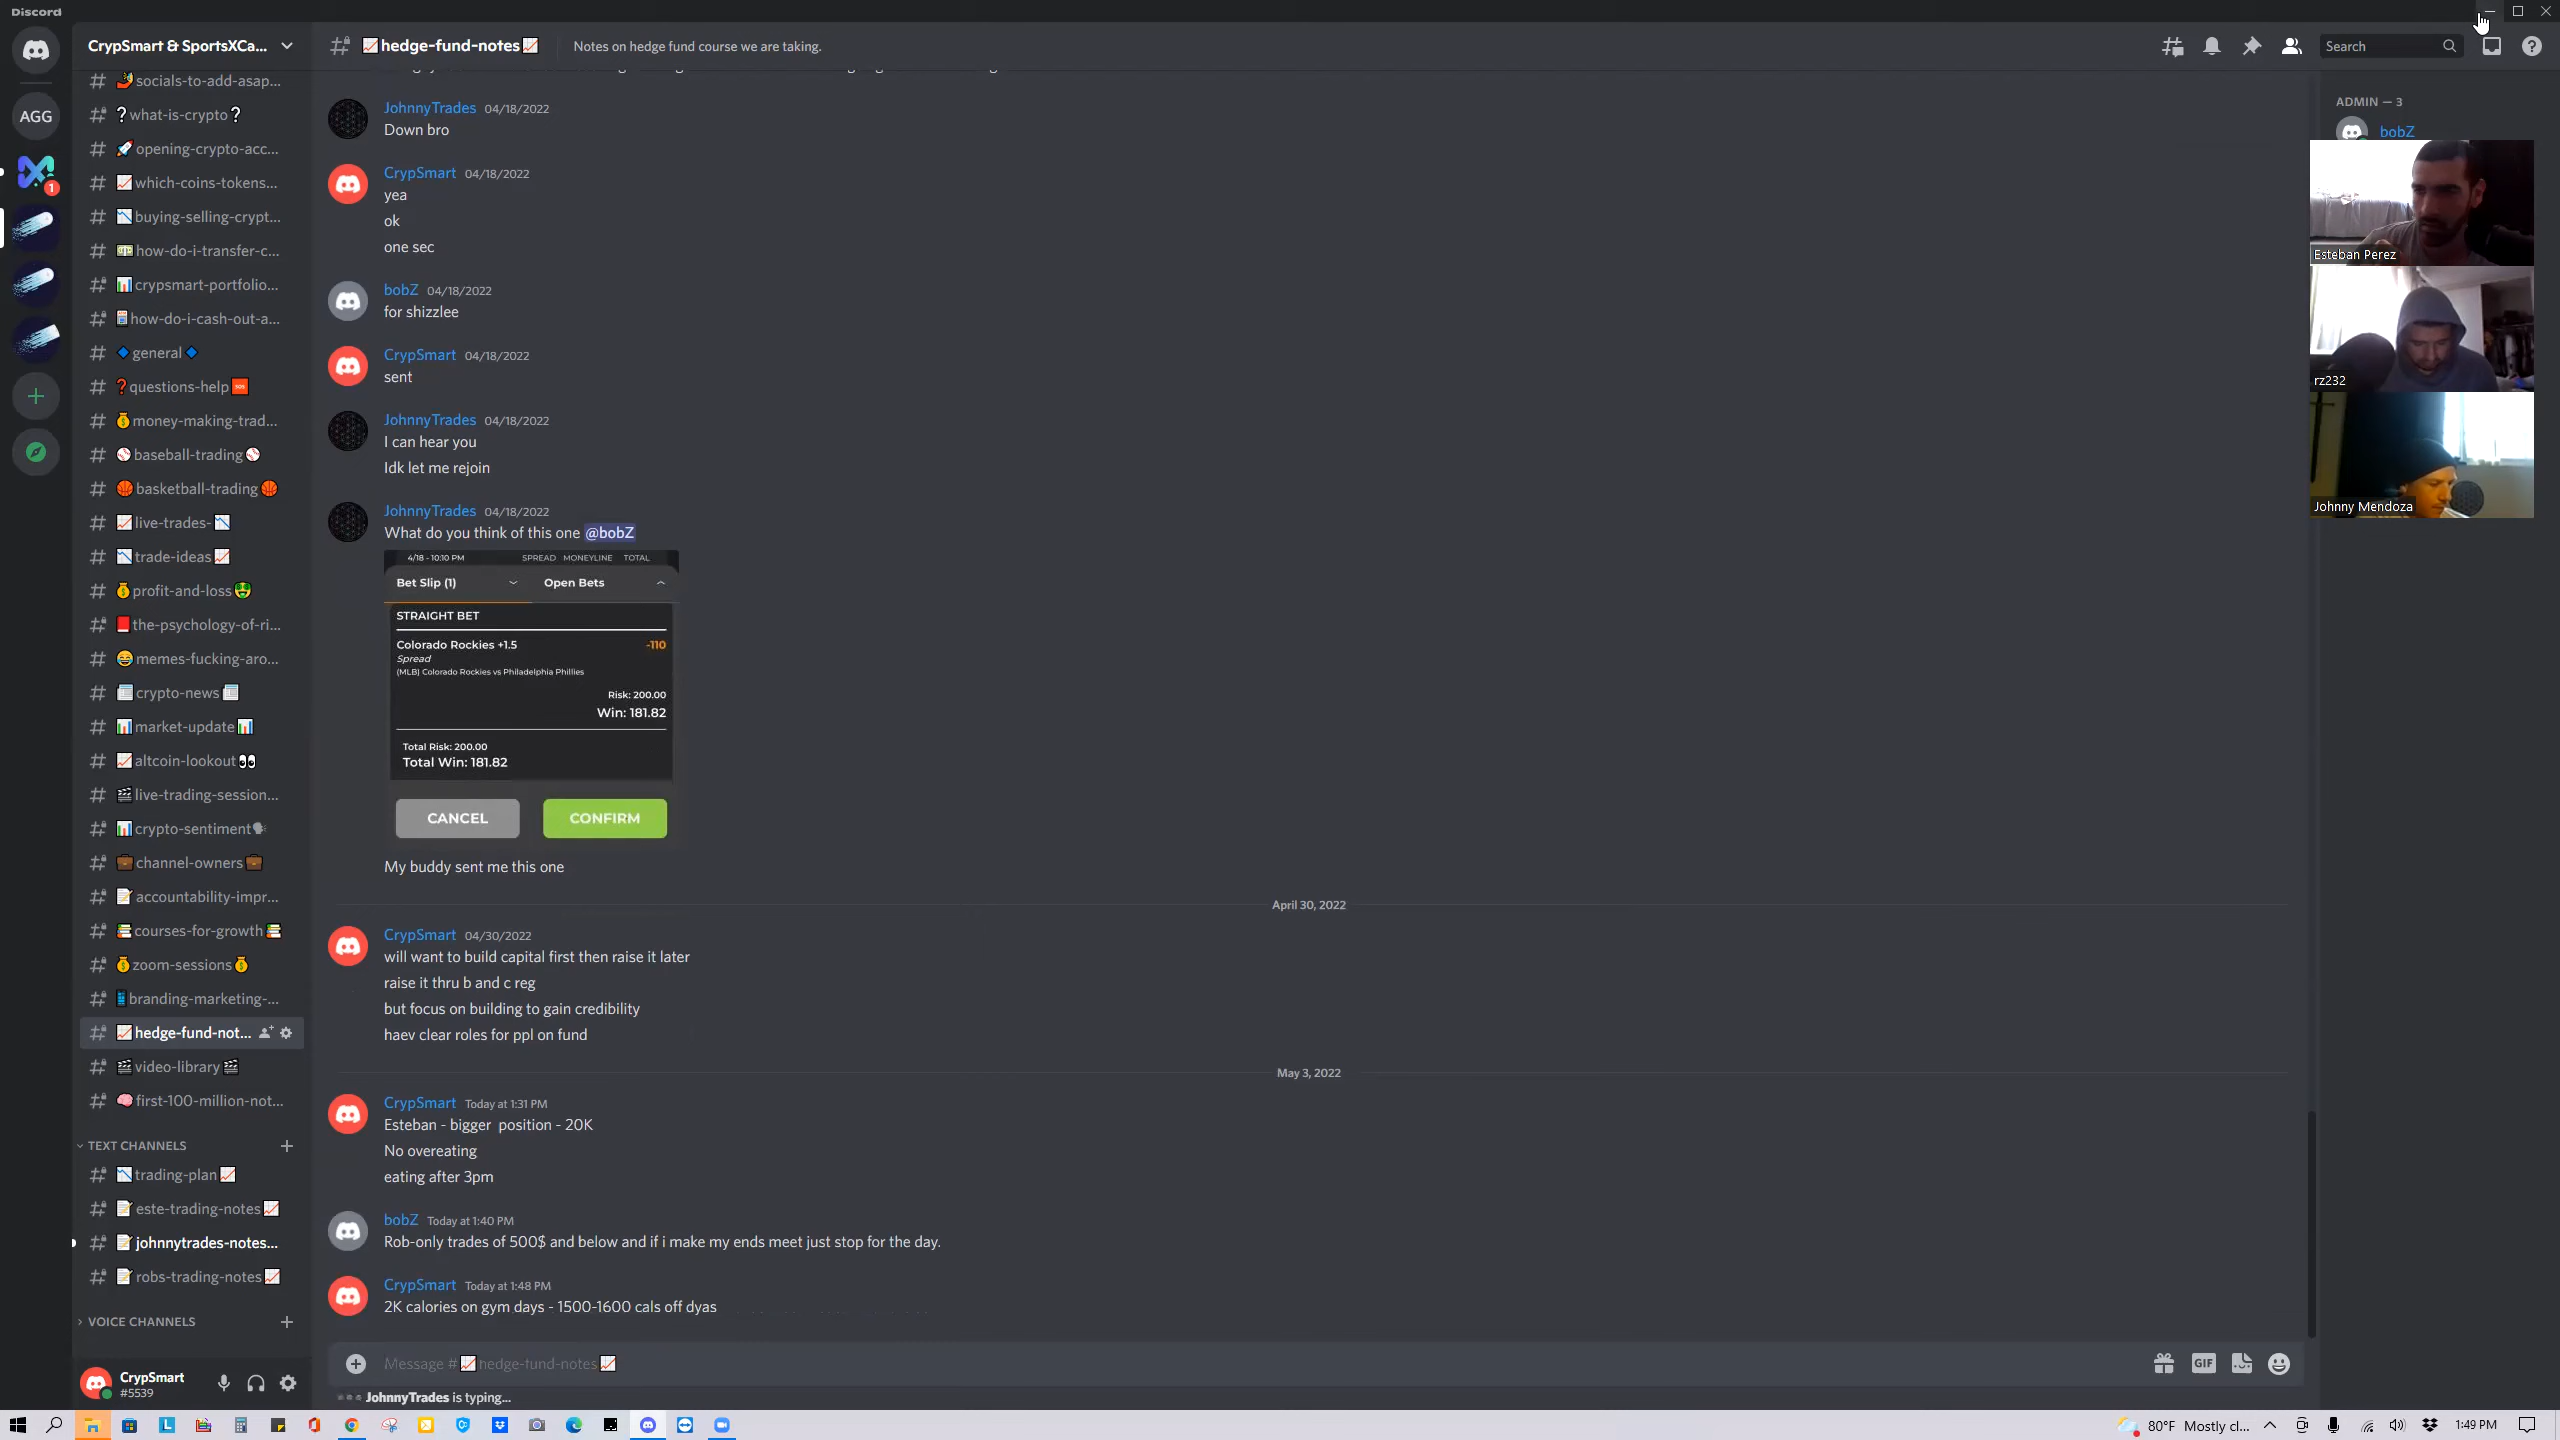 Discord
CrypSmart & SportsXCa...
hedge-fund-notes
Notes on hedge fund course we are taking.
Search
AGG
1
socials-to-add-asap...
?what-is-crypto?
opening-crypto-acc...
which-coins-tokens...
buying-selling-crypt...
how-do-i-transfer-c...
crypsmart-portfolio...
how-do-i-cash-out-a...
general
questions-help
money-making-trad...
baseball-trading
basketball-trading
live-trades-
trade-ideas
profit-and-loss
the-psychology-of-ri...
memes-fucking-aro...
crypto-news
market-update
altcoin-lookout
live-trading-session...
crypto-sentiment
channel-owners
accountability-impr...
courses-for-growth
zoom-sessions
branding-marketing-...
hedge-fund-not...
video-library
first-100-million-not...
TEXT CHANNELS
trading-plan
este-trading-notes
johnnytrades-notes...
robs-trading-notes
VOICE CHANNELS
CrypSmart
#5539
JohnnyTrades 04/18/2022
Down bro
CrypSmart 04/18/2022
yea
ok
one sec
bobZ 04/18/2022
for shizzlee
CrypSmart 04/18/2022
sent
JohnnyTrades 04/18/2022
I can hear you
Idk let me rejoin
JohnnyTrades 04/18/2022
What do you think of this one @bobZ
4/18 - 10:10 PM SPREAD MONEYLINE TOTAL
Bet Slip (1) Open Bets
STRAIGHT BET
Colorado Rockies +1.5 -110
Spread
(MLB) Colorado Rockies vs Philadelphia Phillies
Risk: 200.00
Win: 181.82
Total Risk: 200.00
Total Win: 181.82
CANCEL CONFIRM
My buddy sent me this one
April 30, 2022
CrypSmart 04/30/2022
will want to build capital first then raise it later
raise it thru b and c reg
but focus on building to gain credibility
haev clear roles for ppl on fund
May 3, 2022
CrypSmart Today at 1:31 PM
Esteban - bigger position - 20K
No overeating
eating after 3pm
bobZ Today at 1:40 PM
Rob-only trades of 500$ and below and if i make my ends meet just stop for the day.
CrypSmart Today at 1:48 PM
2K calories on gym days - 1500-1600 cals off dyas
Message # hedge-fund-notes
GIF
JohnnyTrades is typing...
ADMIN — 3
bobZ
Esteban Perez
rz232
Johnny Mendoza
80°F Mostly cl... 1:49 PM